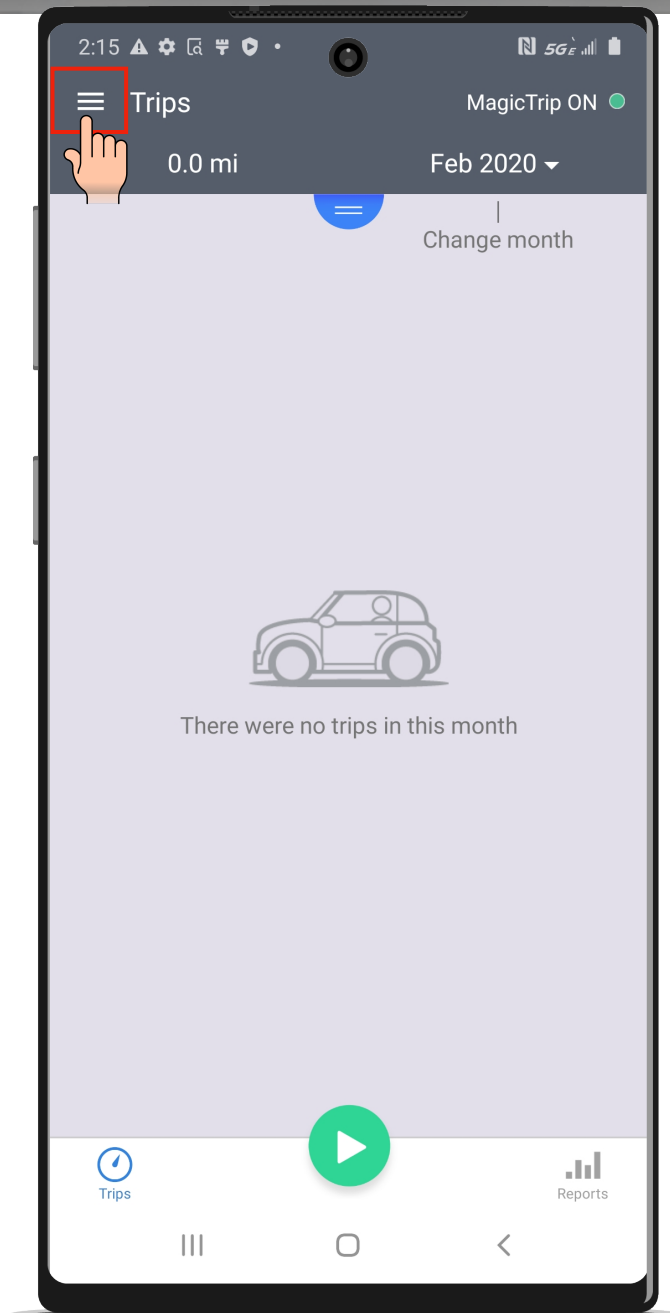 2:15
5GE
Trips
MagicTrip ON
0.0 mi
Feb 2020
Change month
There were no trips in this month
Trips
Reports